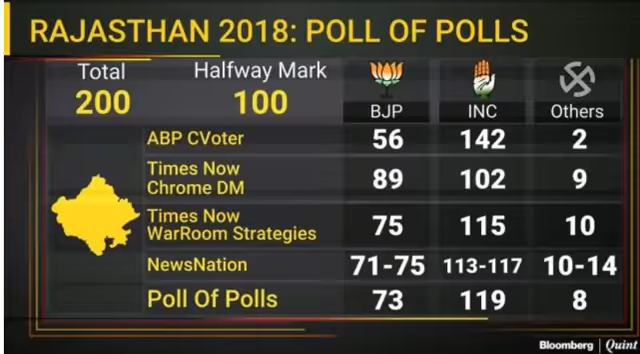 RAJASTHAN 2018: POLL OF POLLS
Total Halfway Mark
200 100 BJP INC Others
ABP CVoter 56 142 2
Times Now
Chrome DM 89 102 9
Times Now
WarRoom Strategies 75 115 10
NewsNation 71-75 113-117 10-14
Poll Of Polls 73 119 8
Bloomberg | Quint